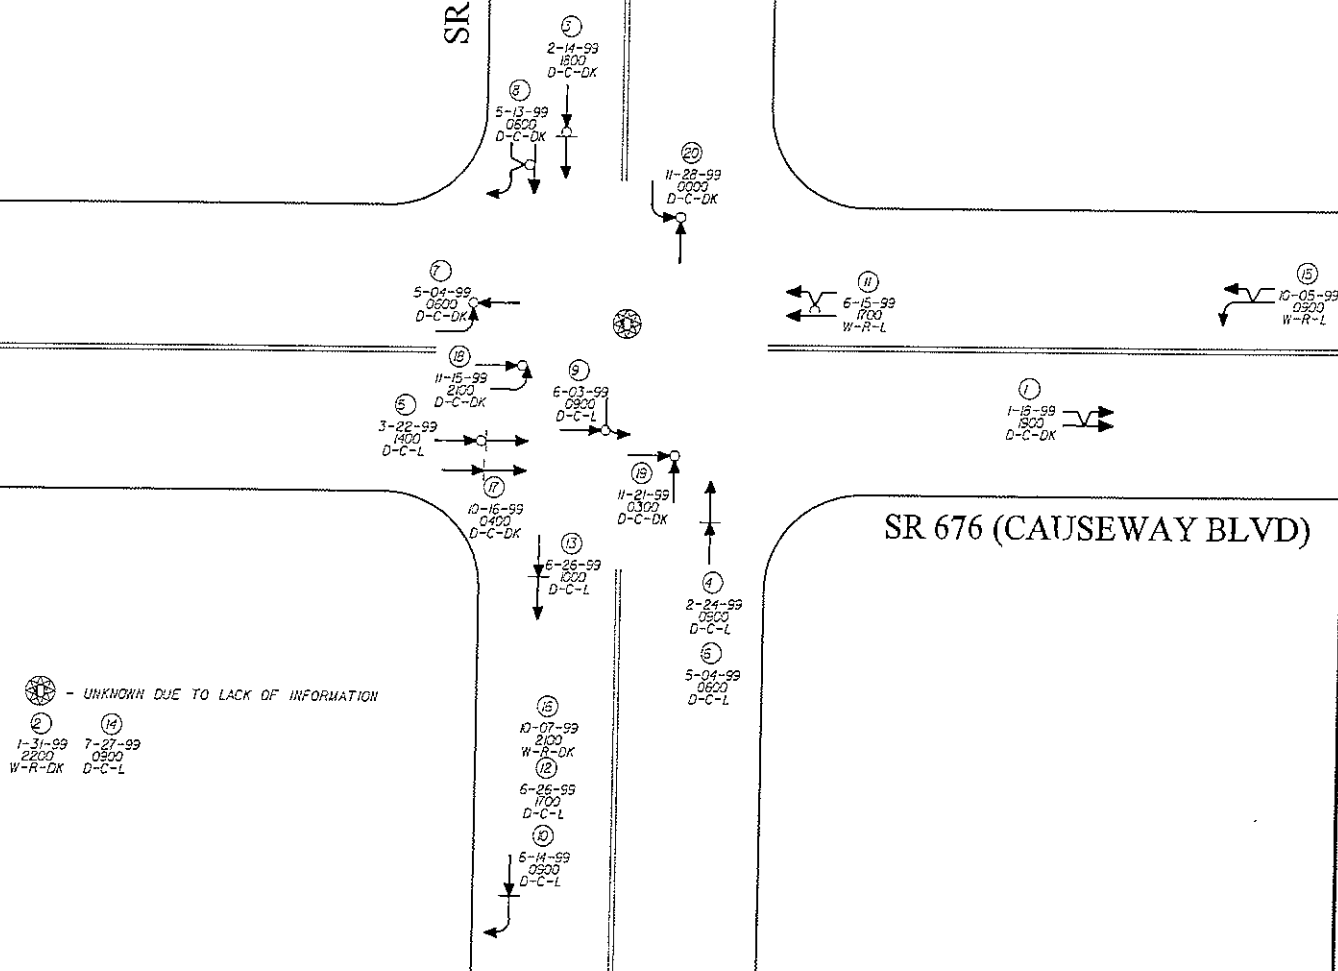 SR
3
2-14-99
1800
D-C-DK
8
5-13-99
0600
D-C-DK
20
11-28-99
0000
D-C-DK
7
5-04-99
0600
D-C-DK
11
6-15-99
1700
W-R-L
15
10-05-99
0900
W-R-L
18
11-15-99
2100
D-C-DK
9
6-03-99
0900
D-C-L
5
3-22-99
1400
D-C-L
1
1-16-99
1900
D-C-DK
17
10-16-99
0400
D-C-DK
19
11-21-99
0300
D-C-DK
SR 676 (CAUSEWAY BLVD)
13
6-26-99
1000
D-C-L
4
2-24-99
0900
D-C-L
6
5-04-99
0600
D-C-L
- UNKNOWN DUE TO LACK OF INFORMATION
2
1-31-99
2200
W-R-DK
14
7-27-99
0900
D-C-L
16
10-07-99
2100
W-R-DK
12
6-26-99
1700
D-C-L
10
6-14-99
0900
D-C-L